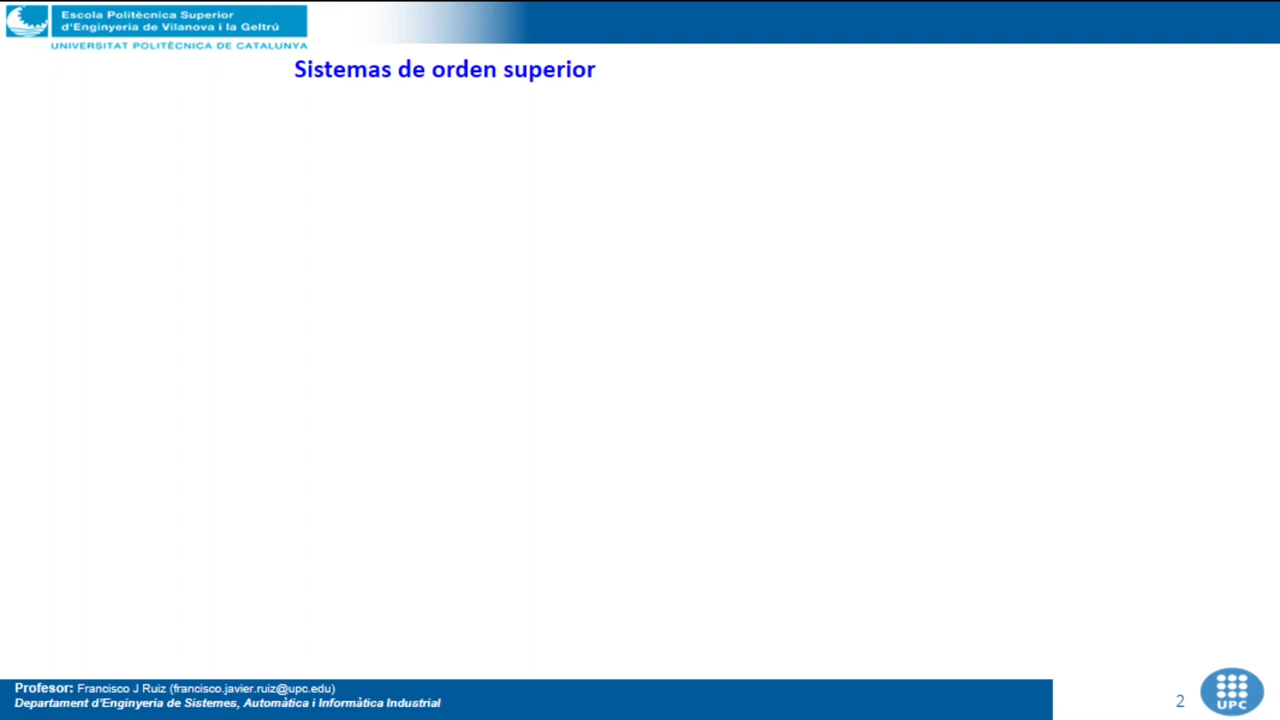 Escola Politècnica Superior
d'Enginyeria de Vilanova i la Geltrú
UNIVERSITAT POLITÈCNICA DE CATALUNYA
Sistemas de orden superior
Profesor: Francisco J Ruiz (francisco.javier.ruiz@upc.edu)
Departament d'Enginyeria de Sistemes, Automàtica i Informàtica Industrial
2
UPC